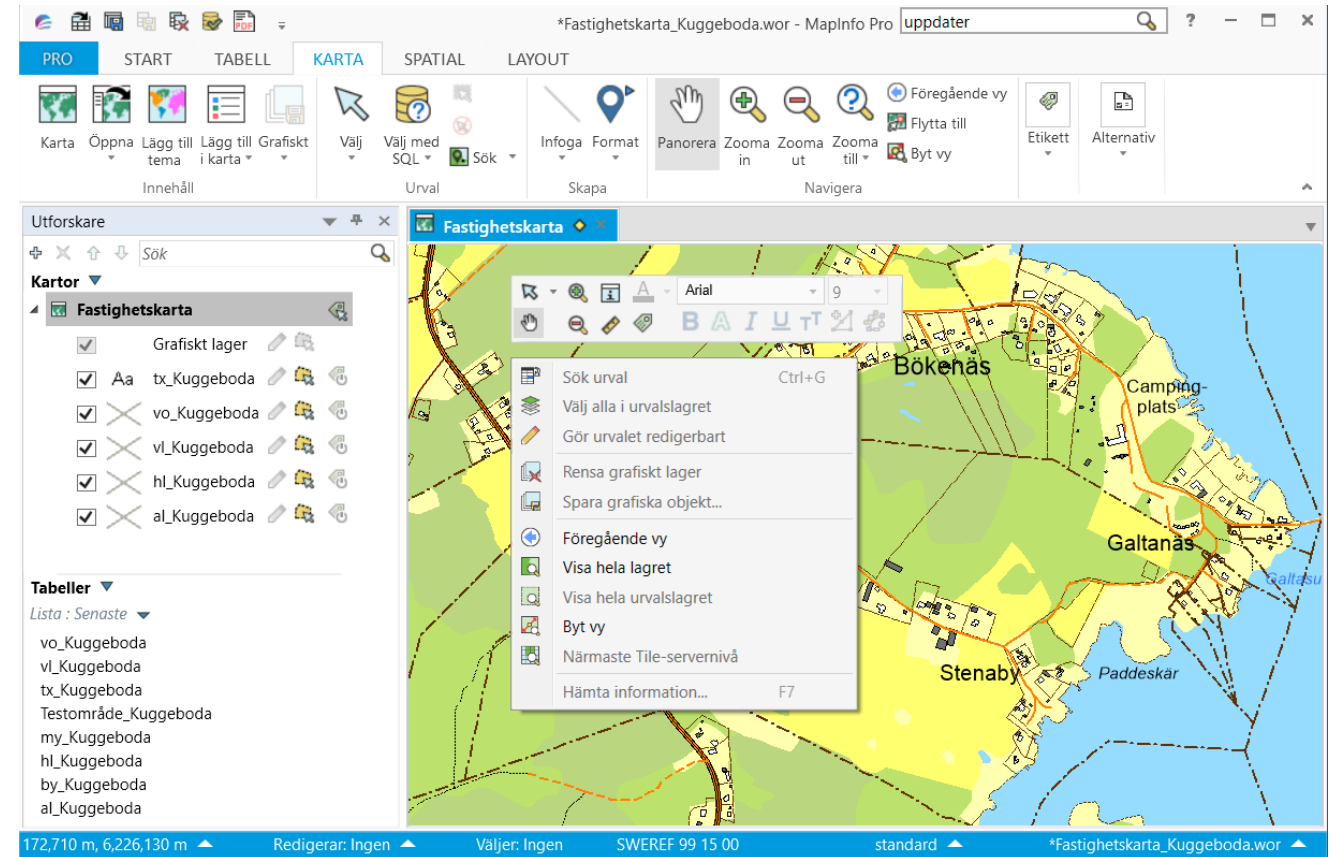 PDF
*Fastighetskarta_Kuggeboda.wor - MapInfo Pro
uppdater
?
PRO START TABELL KARTA SPATIAL LAYOUT
Föregående vy
Flytta till
Byt vy
Karta Öppna Lägg till tema Lägg till i karta Grafiskt
Välj Välj med SQL Sök
Infoga Format
Panorera Zooma in Zooma ut Zooma till
Etikett
Alternativ
Innehåll Urval Skapa Navigera
Utforskare
Sök
Kartor
Fastighetskarta
Grafiskt lager
Aa tx_Kuggeboda
vo_Kuggeboda
vl_Kuggeboda
hl_Kuggeboda
al_Kuggeboda
Tabeller
Lista : Senaste
vo_Kuggeboda
vl_Kuggeboda
tx_Kuggeboda
Testområde_Kuggeboda
my_Kuggeboda
hl_Kuggeboda
by_Kuggeboda
al_Kuggeboda
Fastighetskarta
A Arial 9
B A I U TT
Sök urval Ctrl+G
Välj alla i urvalslagret
Gör urvalet redigerbart
Rensa grafiskt lager
Spara grafiska objekt...
Föregående vy
Visa hela lagret
Visa hela urvalslagret
Byt vy
Närmaste Tile-servernivå
Hämta information... F7
Bökenäs
Camping-
plats
Galtanäs
Galtasu
Stenaby
Paddeskär
172,710 m, 6,226,130 m Redigerar: Ingen Väljer: Ingen SWEREF 99 15 00 standard *Fastighetskarta_Kuggeboda.wor